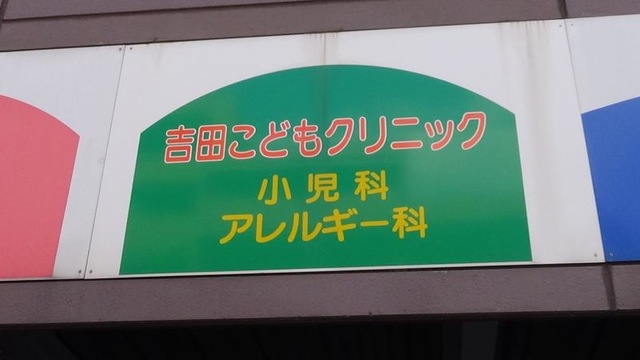 吉田こどもクリニック
小児科
アレルギー科